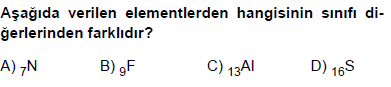 Aşağıda verilen elementlerden hangisinin sınıfı di-
ğerlerinden farklıdır?
A) ₇N B) ₉F C) ₁₃Al D) ₁₆S